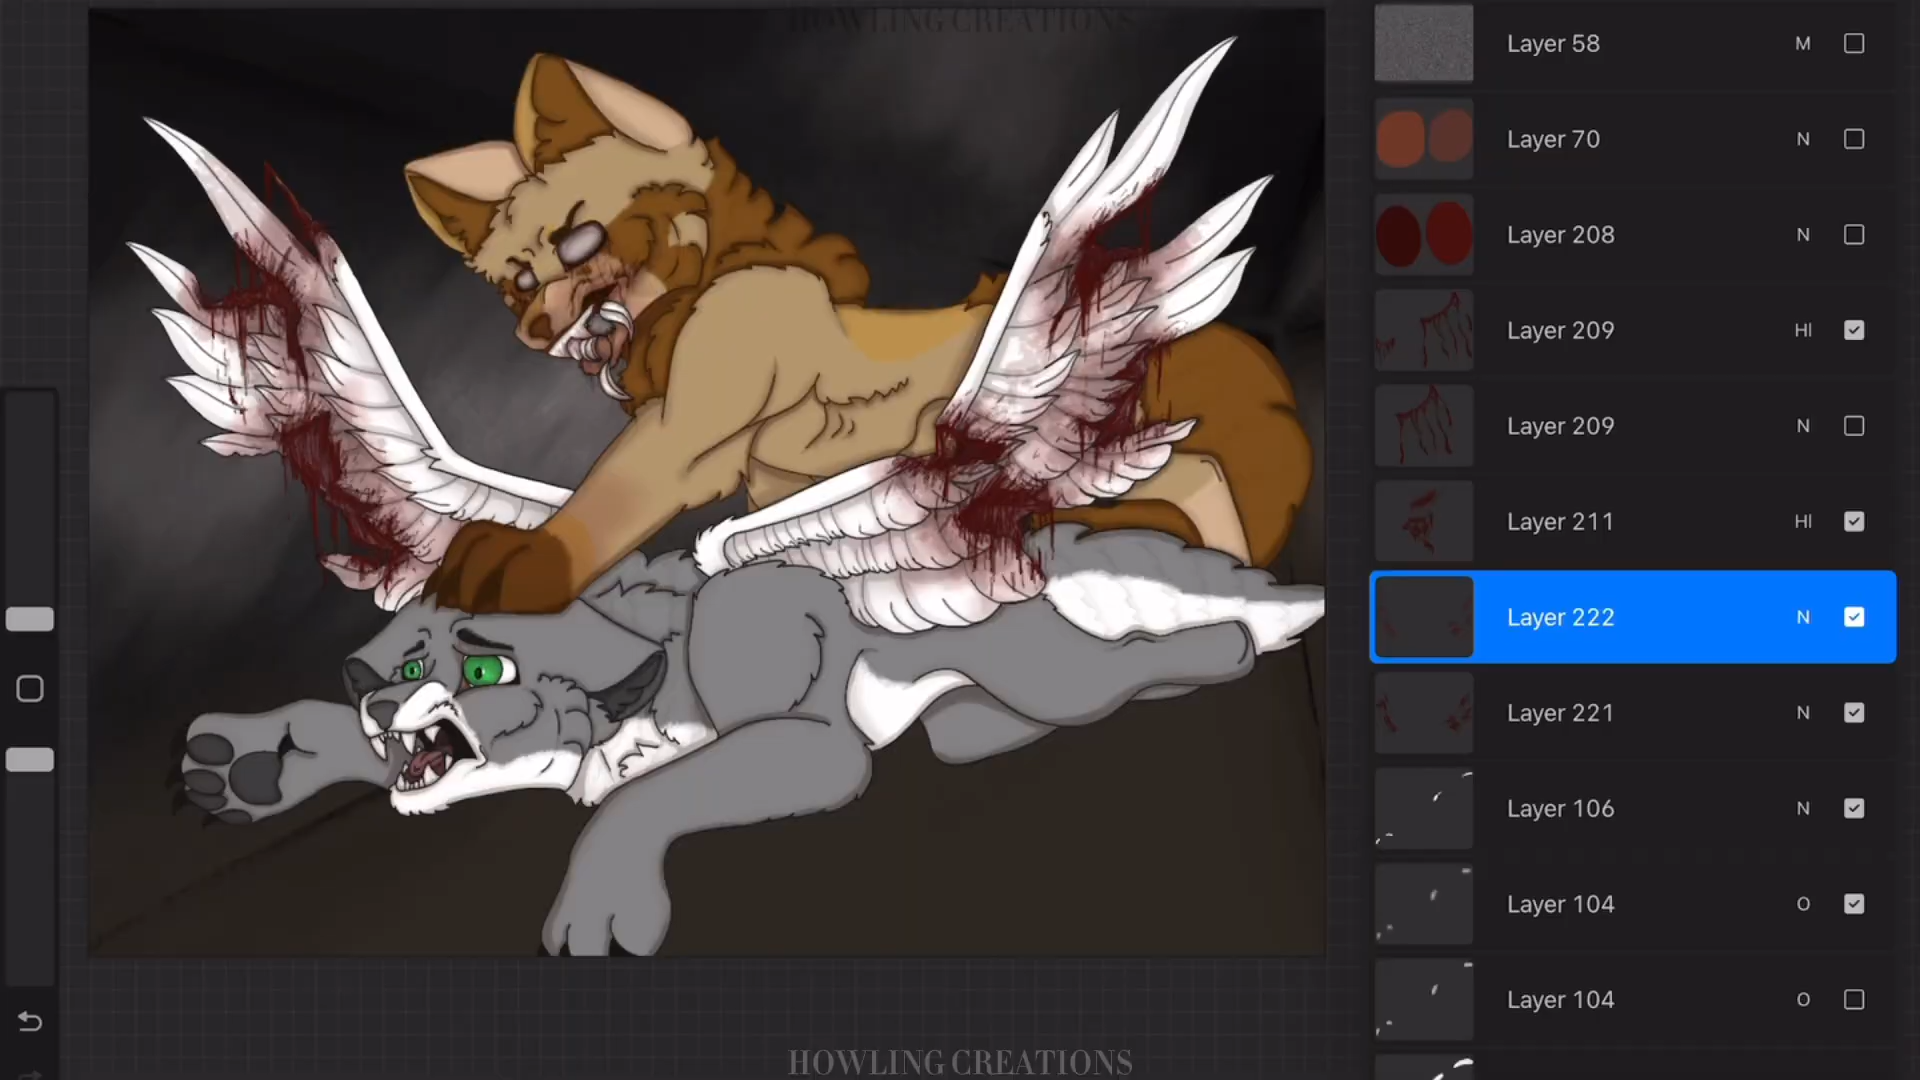 HOWLING CREATIONS
Layer 58 M
Layer 70 N
Layer 208 N
Layer 209 HI
Layer 209 N
Layer 211 HI
Layer 222 N
Layer 221 N
Layer 106 N
Layer 104 O
Layer 104 O
HOWLING CREATIONS